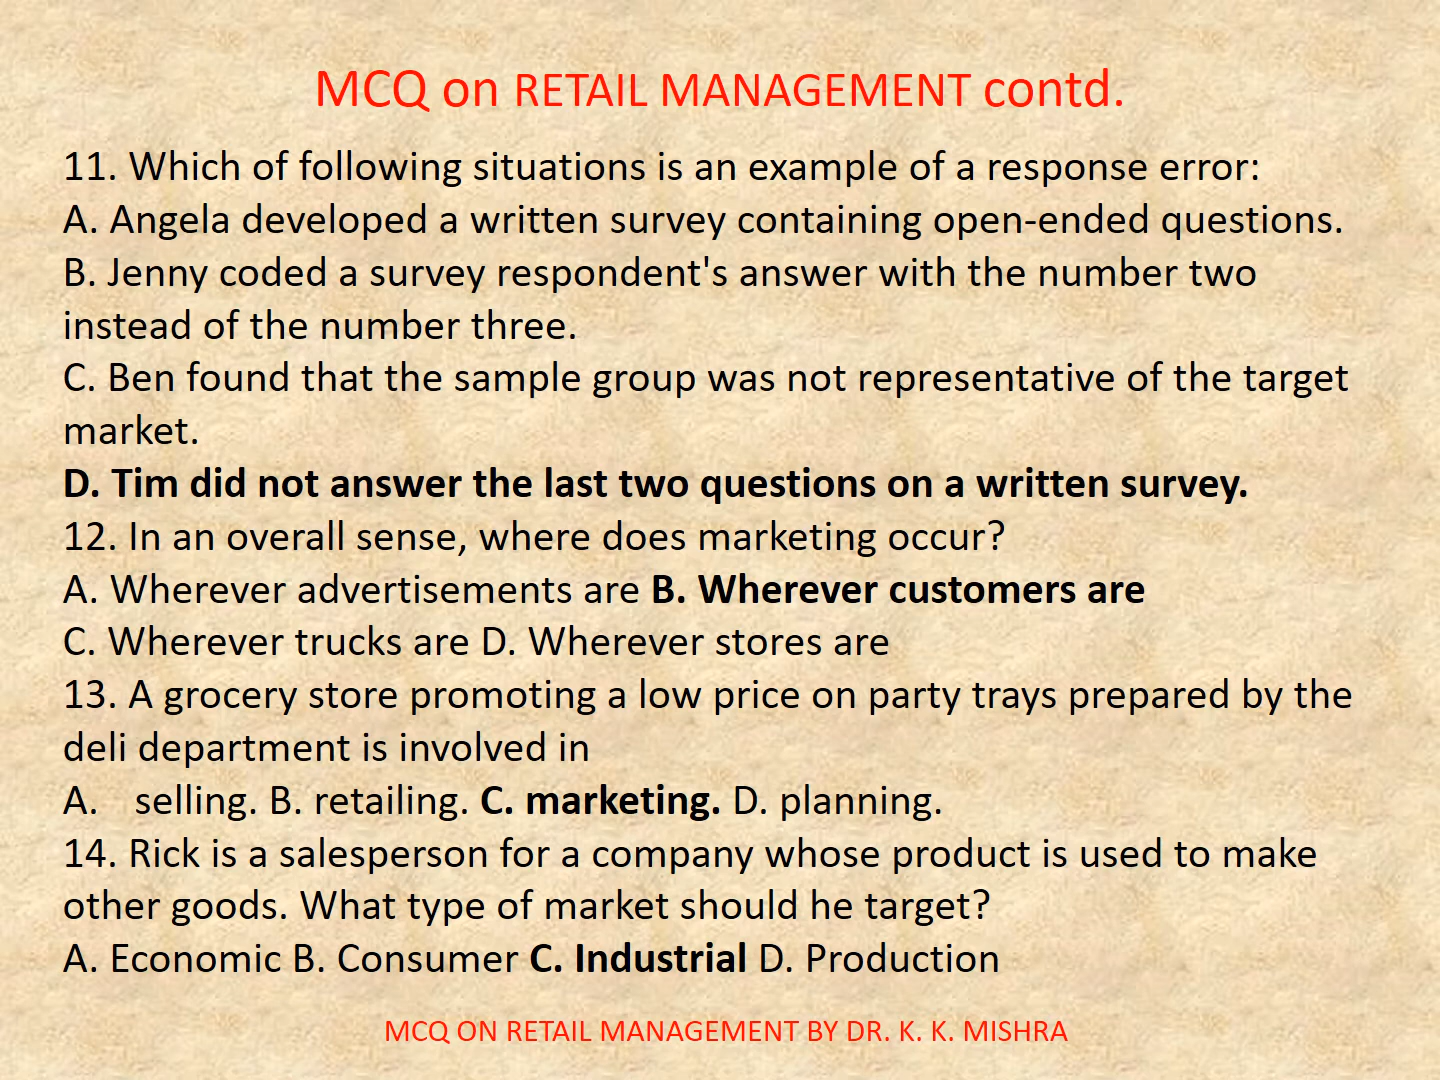 MCQ on RETAIL MANAGEMENT contd.
11. Which of following situations is an example of a response error:
A. Angela developed a written survey containing open-ended questions.
B. Jenny coded a survey respondent's answer with the number two
instead of the number three.
C. Ben found that the sample group was not representative of the target
market.
D. Tim did not answer the last two questions on a written survey.
12. In an overall sense, where does marketing occur?
A. Wherever advertisements are B. Wherever customers are
C. Wherever trucks are D. Wherever stores are
13. A grocery store promoting a low price on party trays prepared by the
deli department is involved in
A. selling. B. retailing. C. marketing. D. planning.
14. Rick is a salesperson for a company whose product is used to make
other goods. What type of market should he target?
A. Economic B. Consumer C. Industrial D. Production
MCQ ON RETAIL MANAGEMENT BY DR. K. K. MISHRA